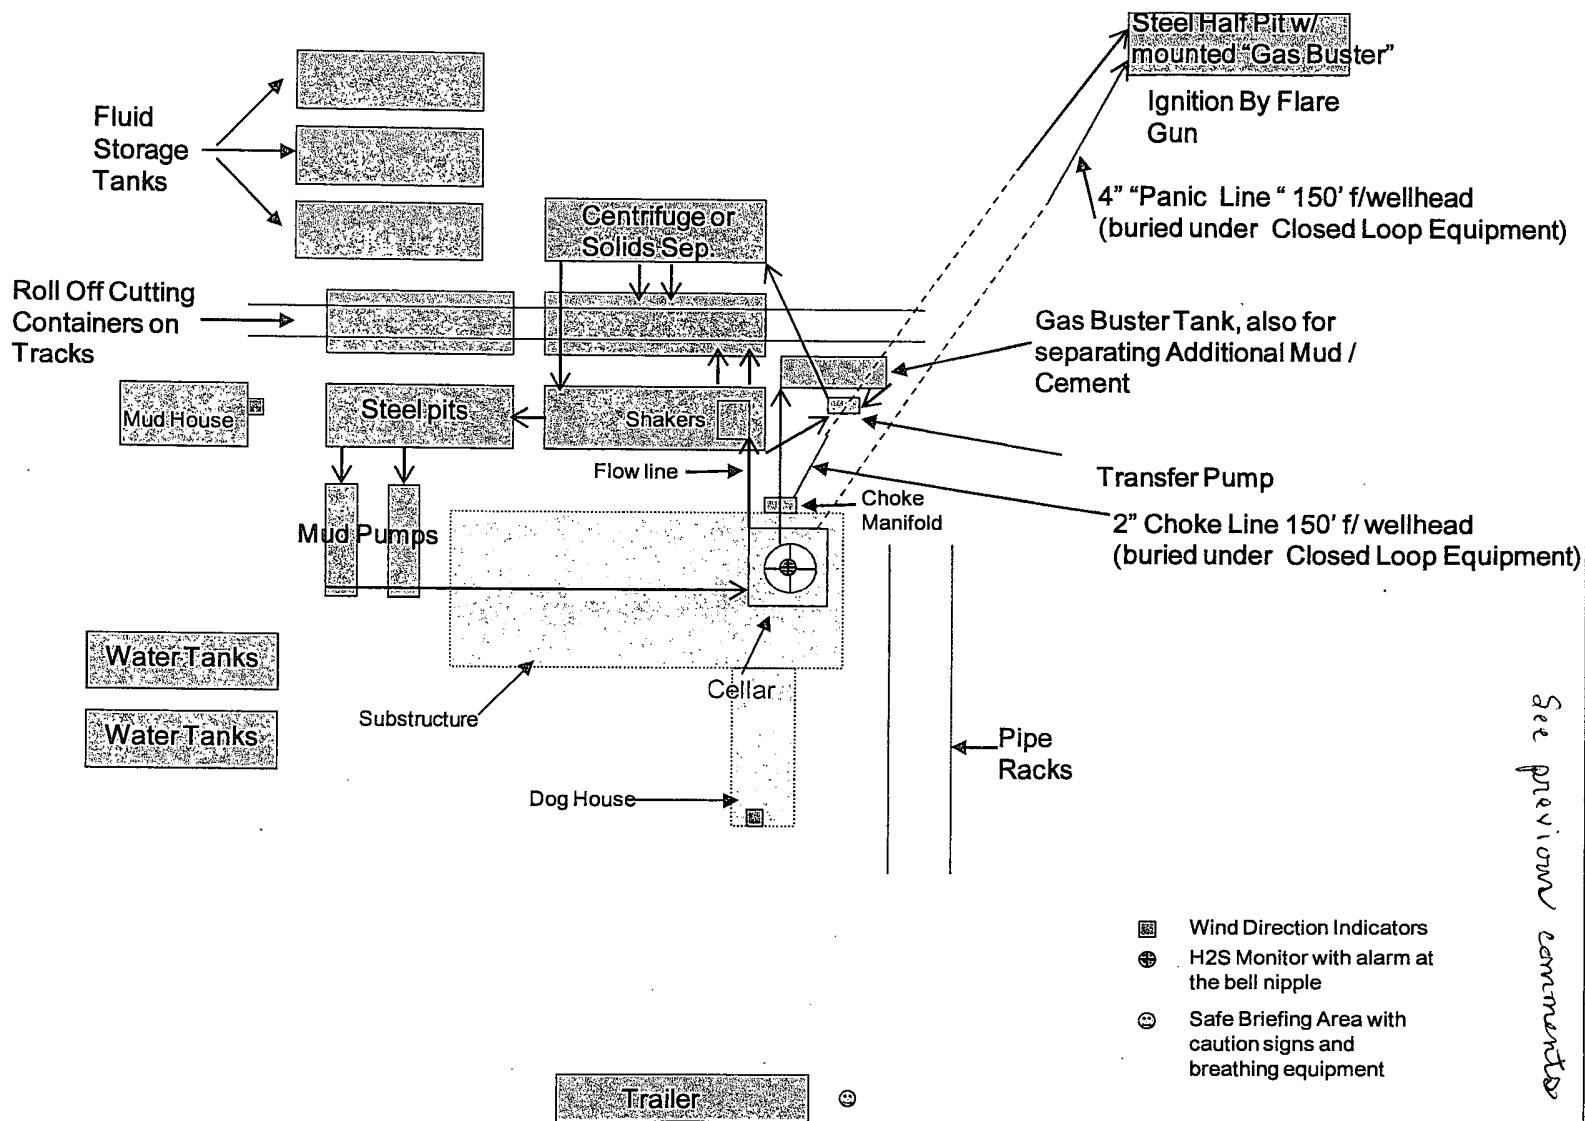 Steel Half Pit w/
mounted "Gas Buster"
Ignition By Flare
Gun
Fluid
Storage
Tanks
4" "Panic Line " 150' f/wellhead
(buried under Closed Loop Equipment)
Centrifuge or
Solids Sep.
Roll Off Cutting
Containers on
Tracks
Gas Buster Tank, also for
separating Additional Mud /
Cement
Mud House
Steel pits
Shakers
Flow line
Transfer Pump
Choke
Manifold
2" Choke Line 150' f/ wellhead
(buried under Closed Loop Equipment)
Mud Pumps
Water Tanks
Water Tanks
Cellar
Substructure
Pipe
Racks
Dog House
See previous comments
Wind Direction Indicators
H2S Monitor with alarm at
the bell nipple
Safe Briefing Area with
caution signs and
breathing equipment
Trailer